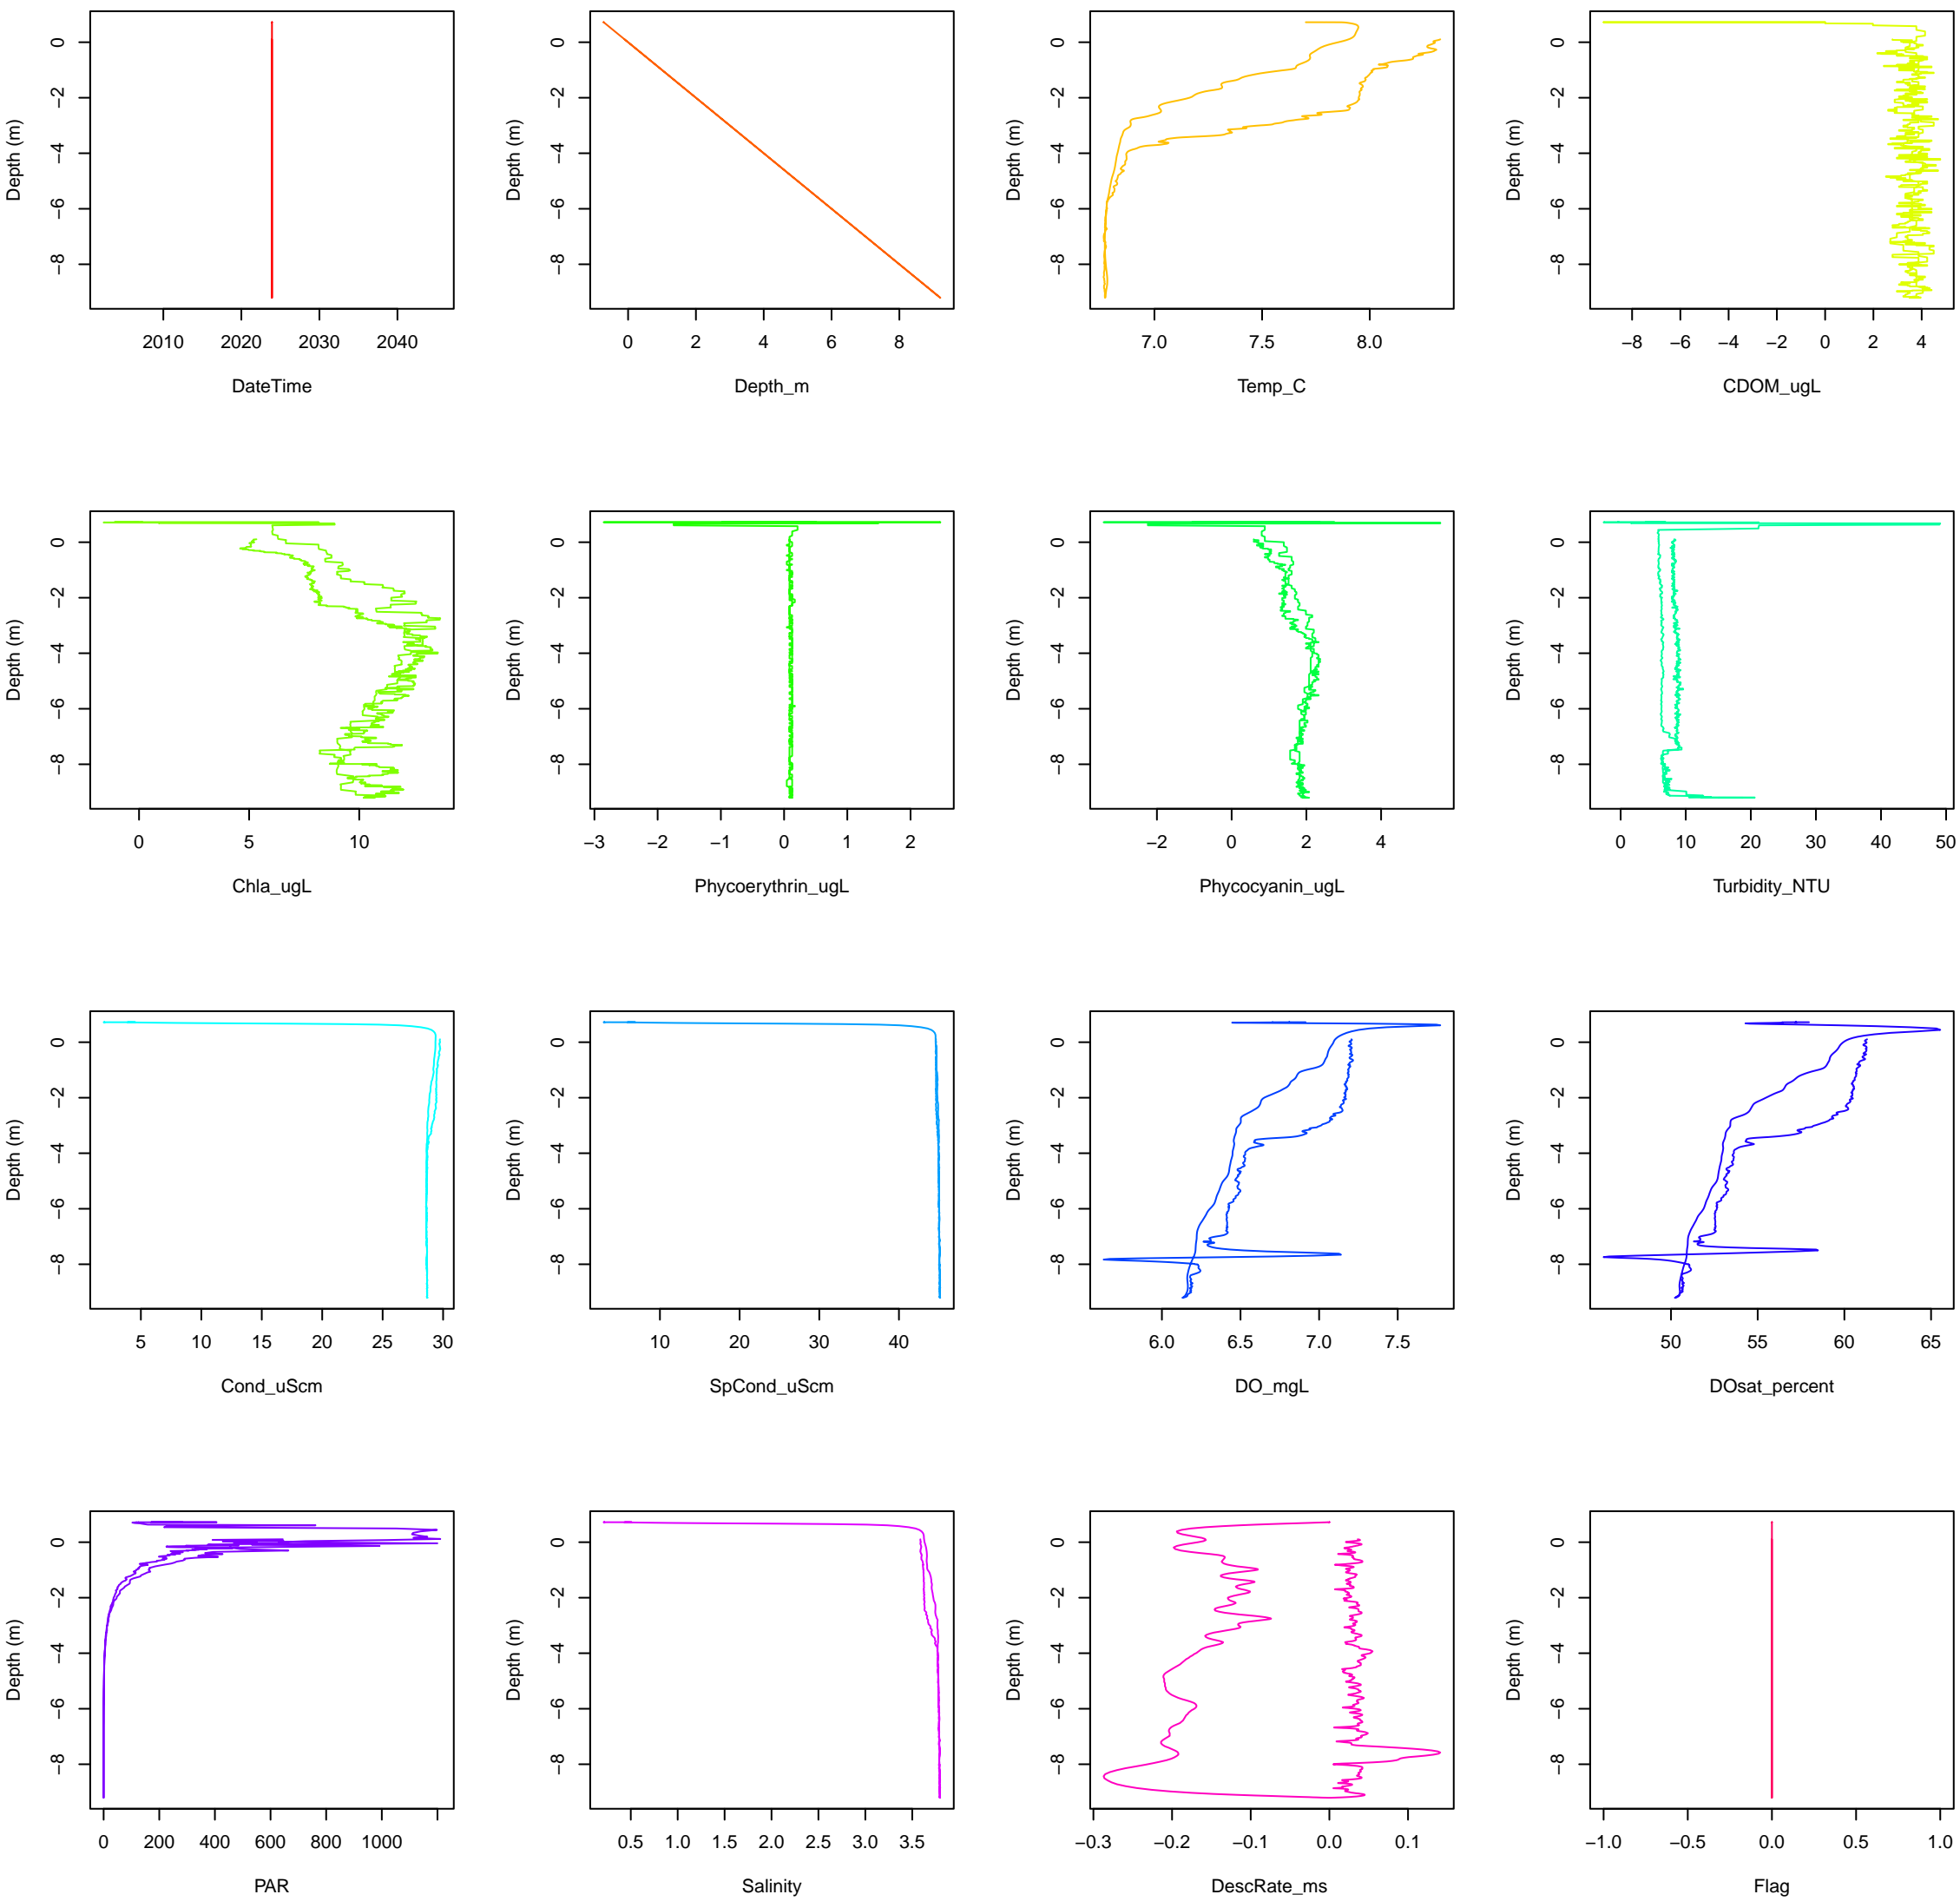 Depth (m)
0
−2
−4
−6
−8
2010 2020 2030 2040
DateTime
Depth (m)
0
−2
−4
−6
−8
0 2 4 6 8
Depth_m
Depth (m)
0
−2
−4
−6
−8
7.0 7.5 8.0
Temp_C
Depth (m)
0
−2
−4
−6
−8
−8 −6 −4 −2 0 2 4
CDOM_ugL
Depth (m)
0
−2
−4
−6
−8
0 5 10
Chla_ugL
Depth (m)
0
−2
−4
−6
−8
−3 −2 −1 0 1 2
Phycoerythrin_ugL
Depth (m)
0
−2
−4
−6
−8
−2 0 2 4
Phycocyanin_ugL
Depth (m)
0
−2
−4
−6
−8
0 10 20 30 40 50
Turbidity_NTU
Depth (m)
0
−2
−4
−6
−8
5 10 15 20 25 30
Cond_uScm
Depth (m)
0
−2
−4
−6
−8
10 20 30 40
SpCond_uScm
Depth (m)
0
−2
−4
−6
−8
6.0 6.5 7.0 7.5
DO_mgL
Depth (m)
0
−2
−4
−6
−8
50 55 60 65
DOsat_percent
Depth (m)
0
−2
−4
−6
−8
0 200 400 600 800 1000
PAR
Depth (m)
0
−2
−4
−6
−8
0.5 1.0 1.5 2.0 2.5 3.0 3.5
Salinity
Depth (m)
0
−2
−4
−6
−8
−0.3 −0.2 −0.1 0.0 0.1
DescRate_ms
Depth (m)
0
−2
−4
−6
−8
−1.0 −0.5 0.0 0.5 1.0
Flag